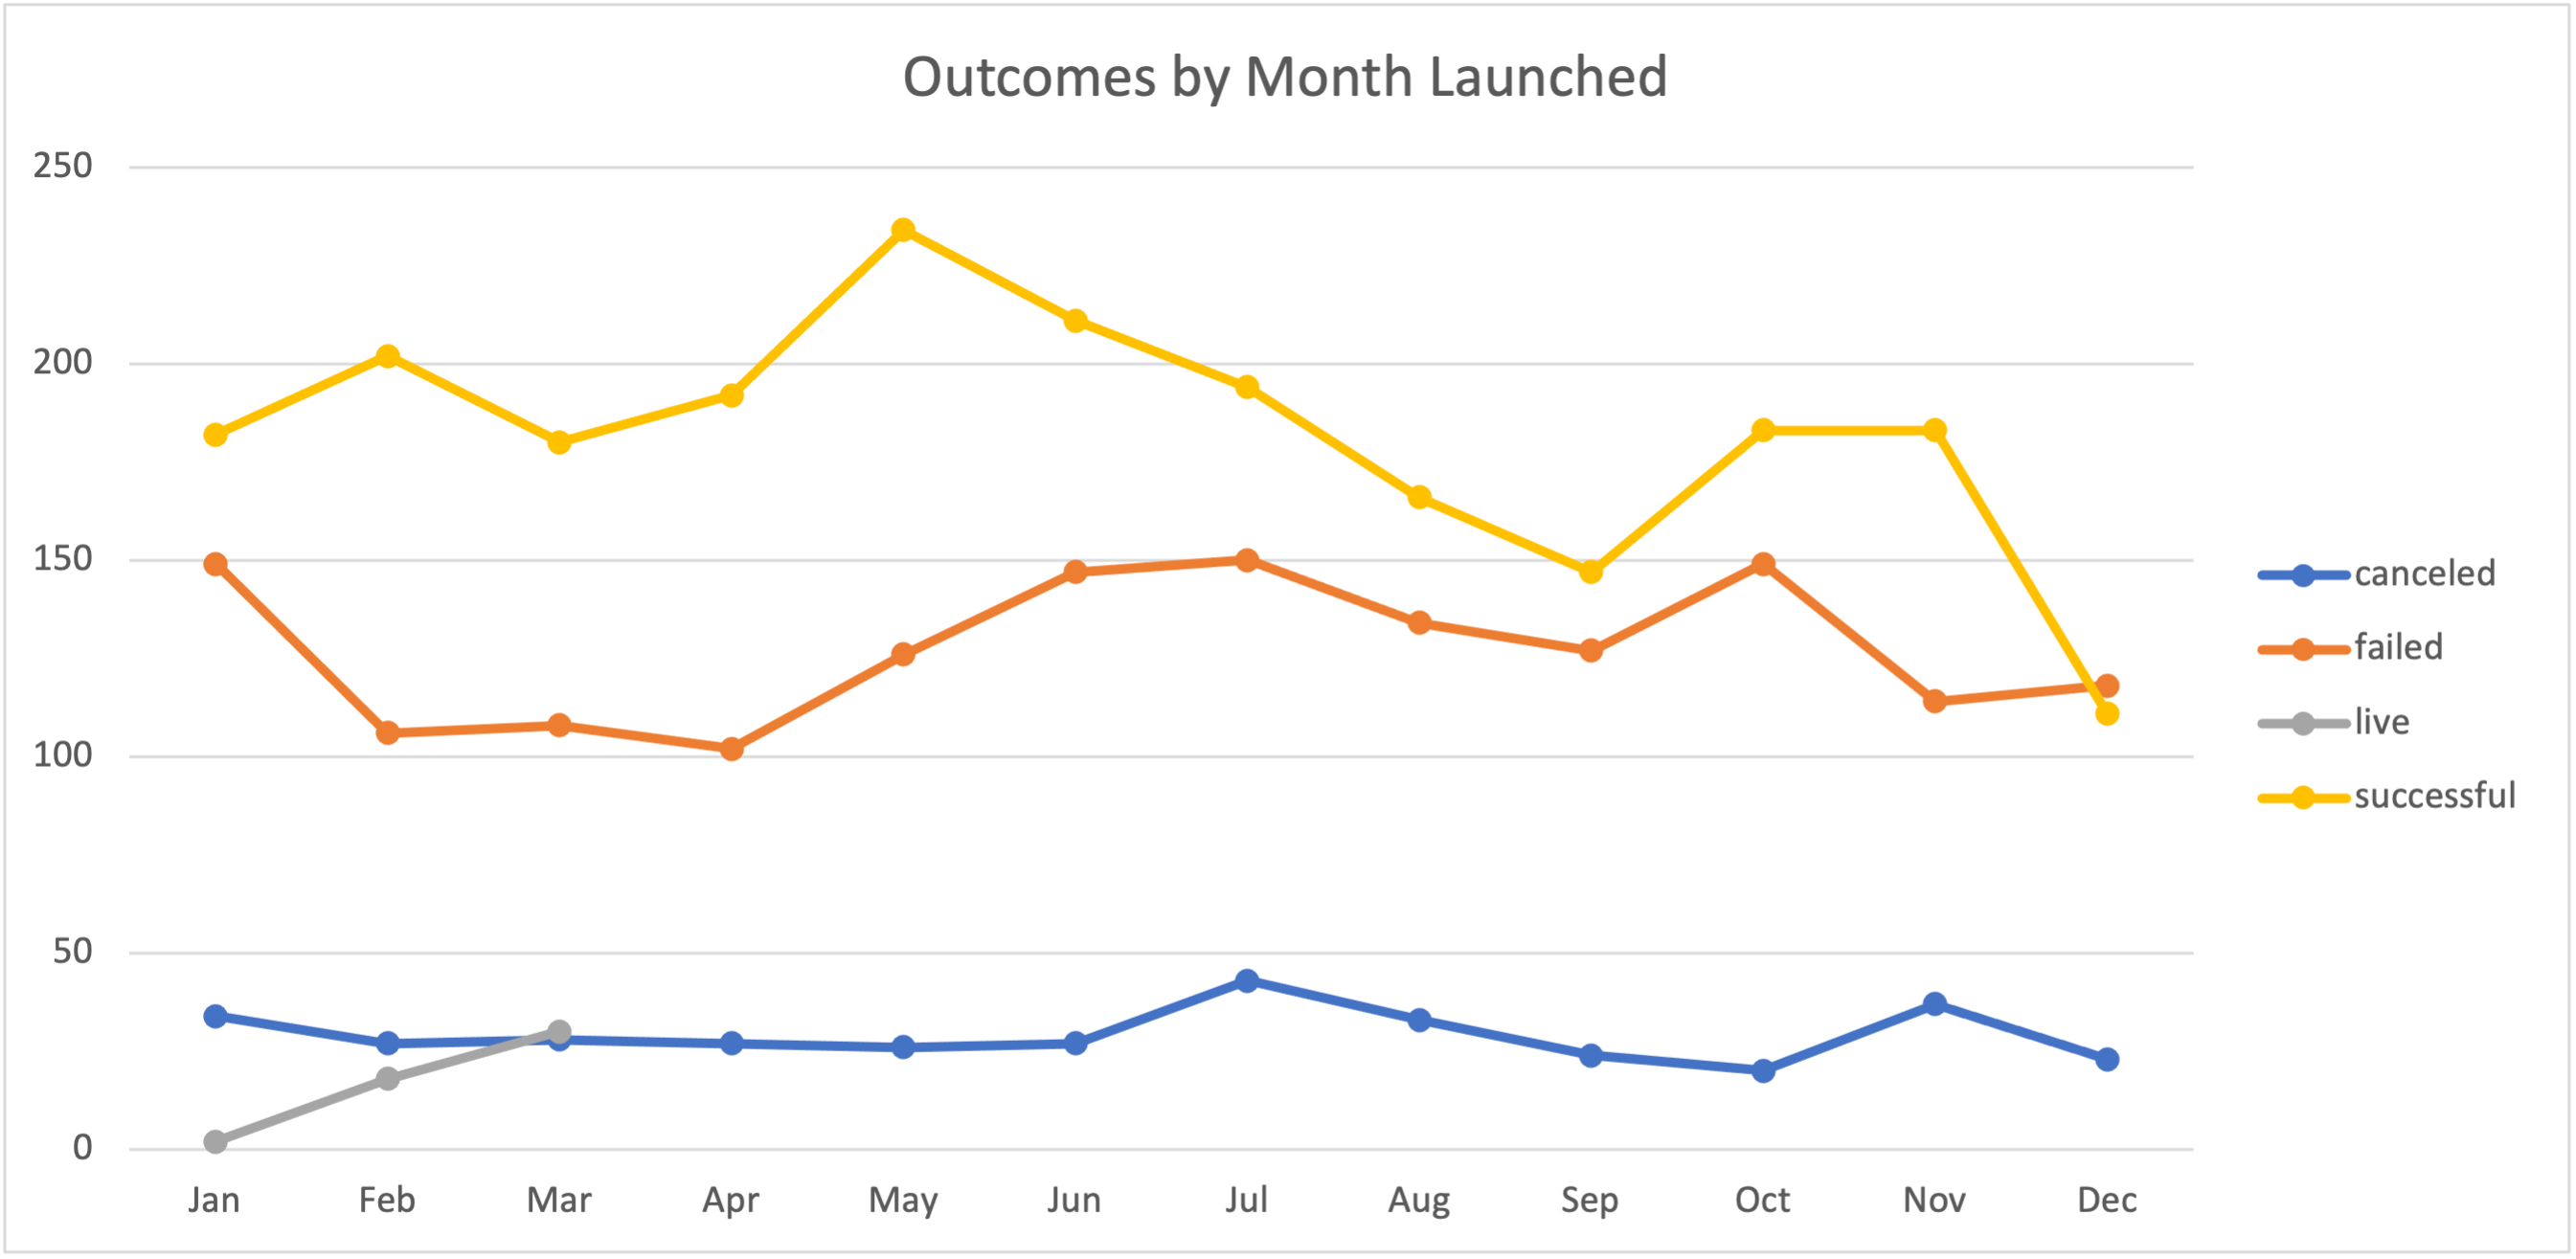 Outcomes by Month Launched
250
200
150
100
50
0
Jan Feb Mar Apr May Jun Jul Aug Sep Oct Nov Dec
canceled
failed
live
successful